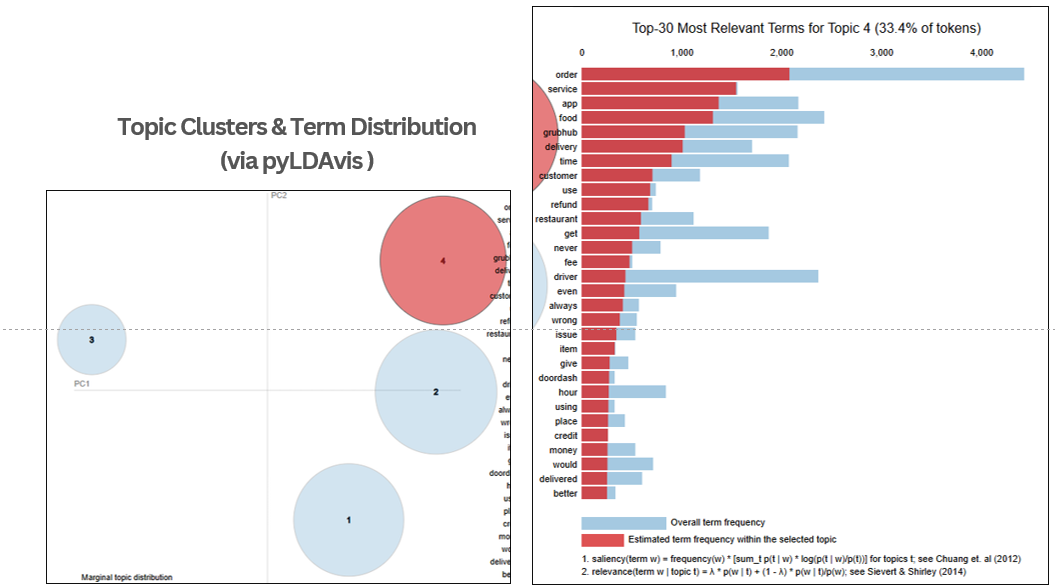 Topic Clusters & Term Distribution
(via pyLDAvis )
PC2
PC1
4
3
2
1
Marginal topic distribution
Top-30 Most Relevant Terms for Topic 4 (33.4% of tokens)
0 1,000 2,000 3,000 4,000
order
service
app
food
grubhub
delivery
time
customer
use
refund
restaurant
get
never
fee
driver
even
always
wrong
issue
item
give
doordash
hour
using
place
credit
money
would
delivered
better
Overall term frequency
Estimated term frequency within the selected topic
1. saliency(term w) = frequency(w) * [sum_t p(t | w) * log(p(t | w)/p(t))] for topics t; see Chuang et. al (2012)
2. relevance(term w | topic t) = λ * p(w | t) + (1 - λ) * p(w | t)/p(w); see Sievert & Shirley (2014)